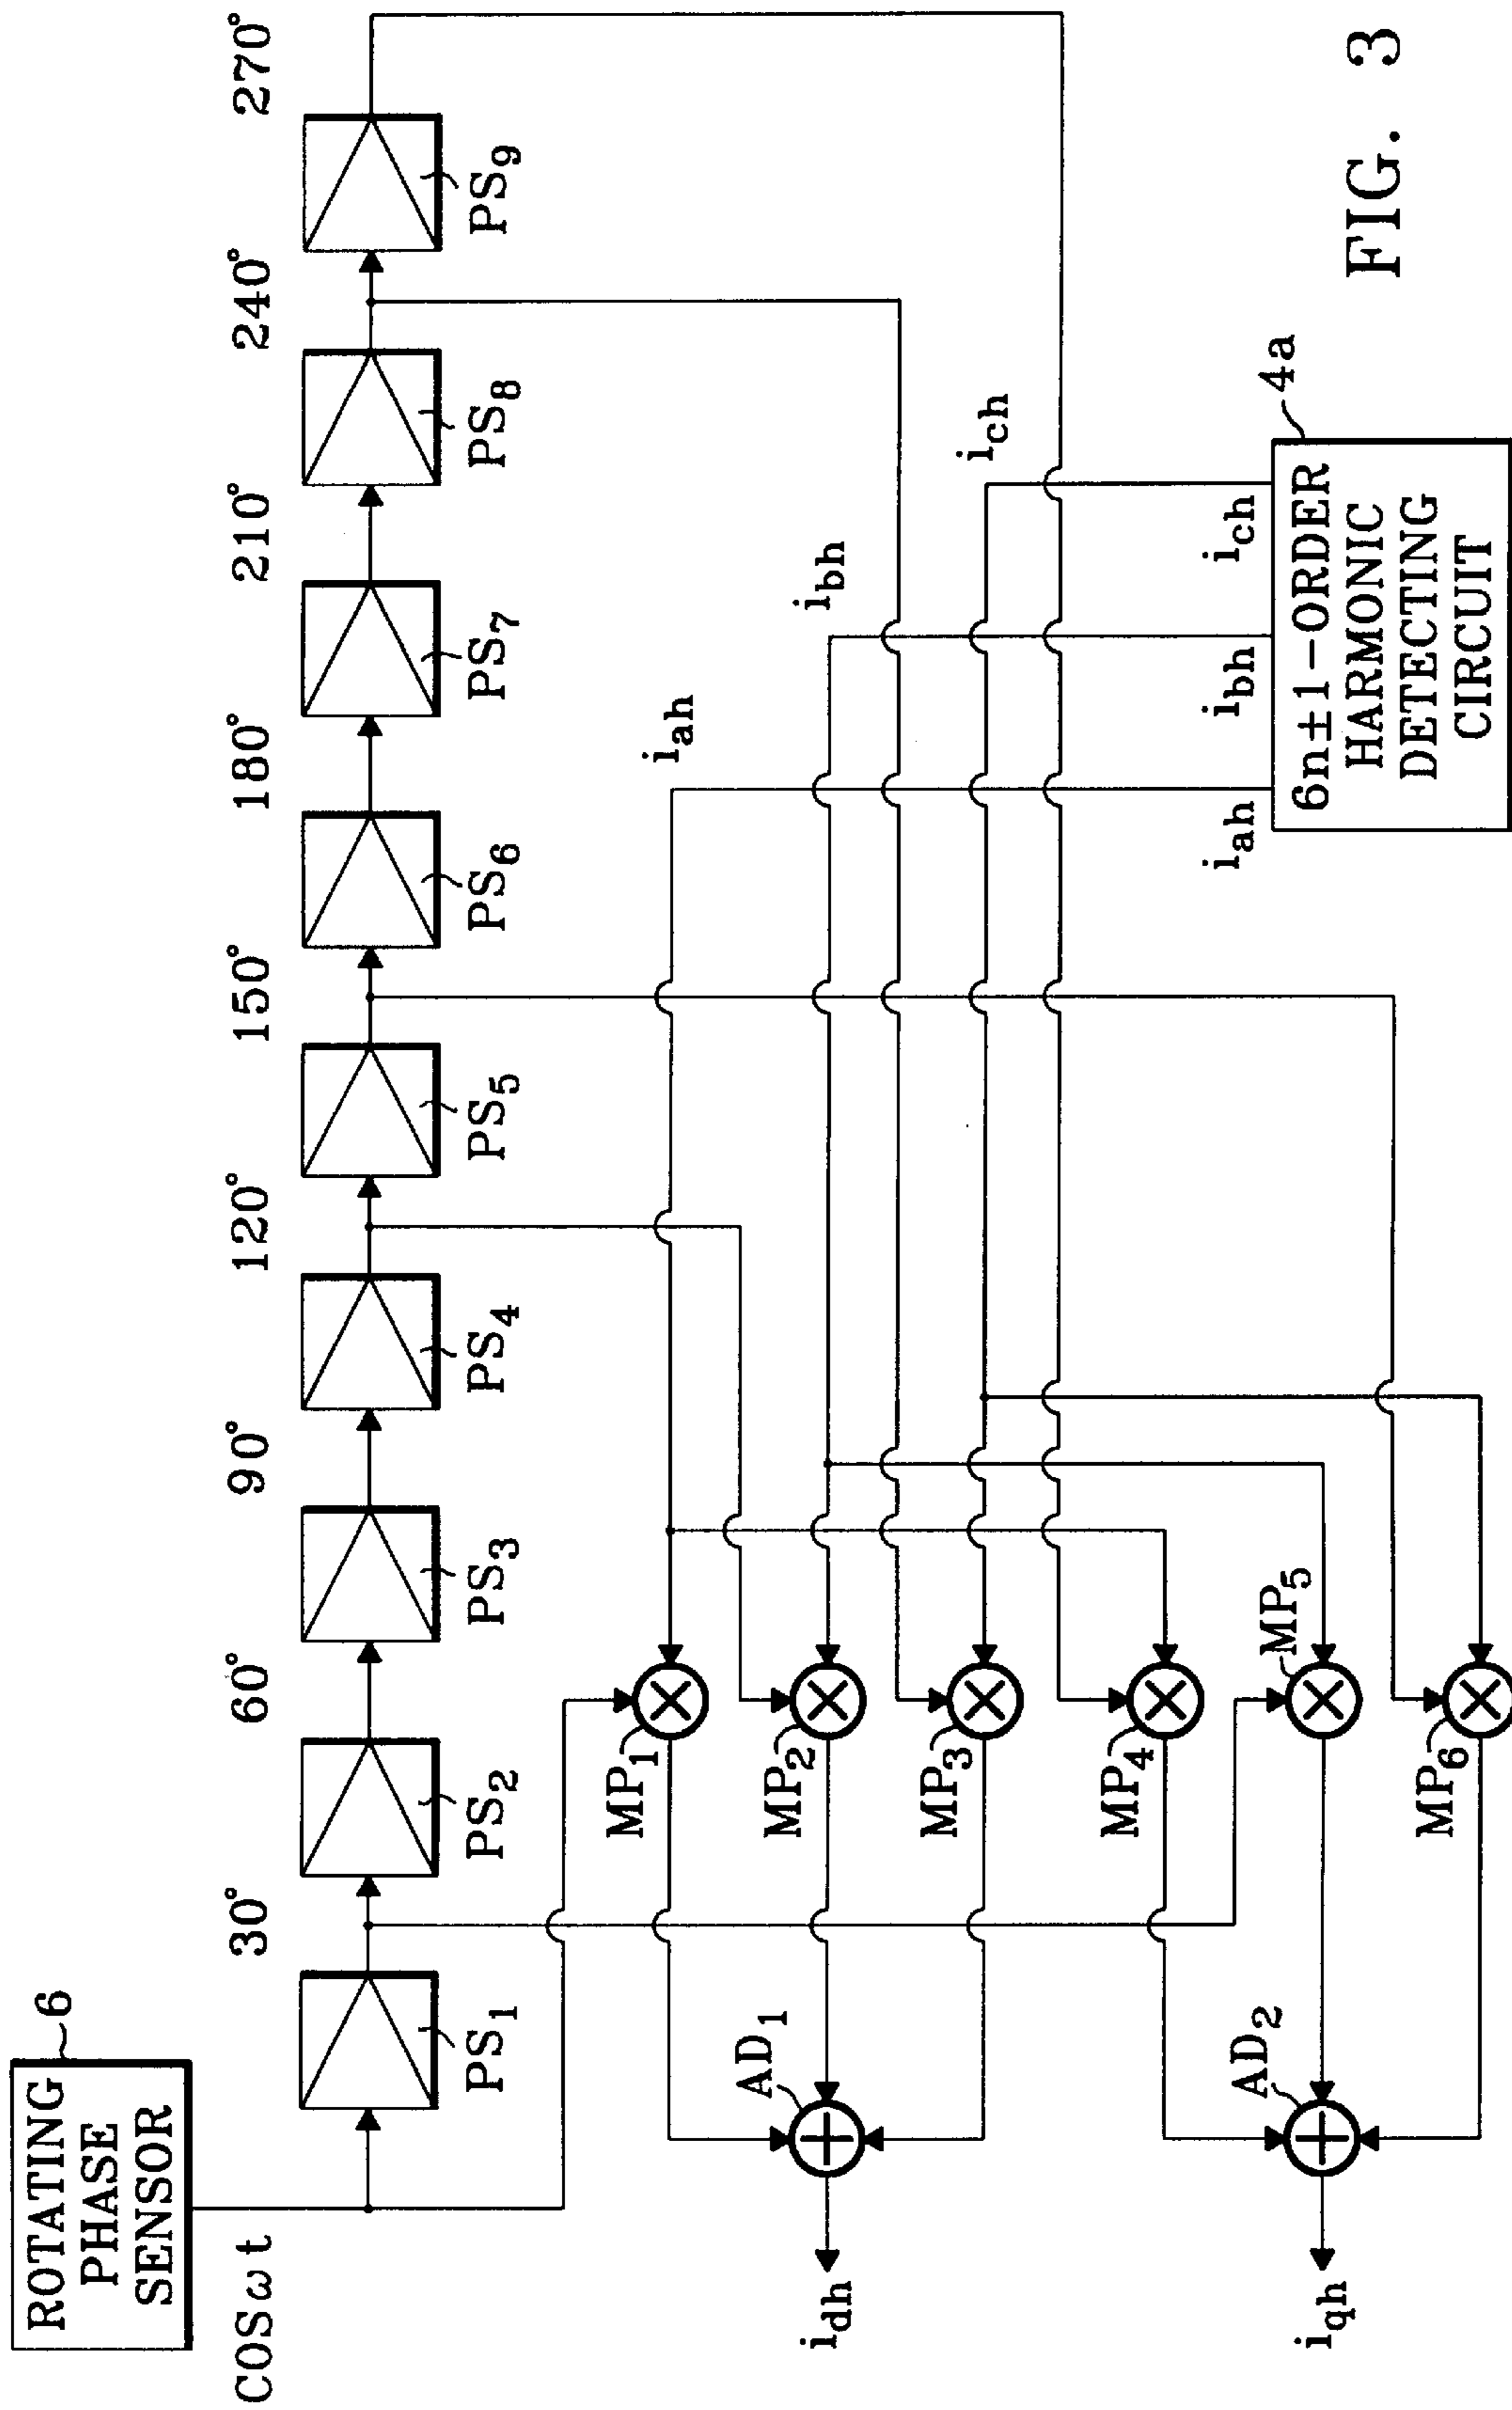 ROTATING
PHASE
SENSOR
6
COSωt
30°
60°
90°
120°
150°
180°
210°
240°
270°
PS1
PS2
PS3
PS4
PS5
PS6
PS7
PS8
PS9
MP1
MP2
MP3
MP4
MP5
MP6
AD1
AD2
idh
iqh
iah
ibh
ich
iah
ibh
ich
6n±1-ORDER
HARMONIC
DETECTING
CIRCUIT
4a
FIG. 3